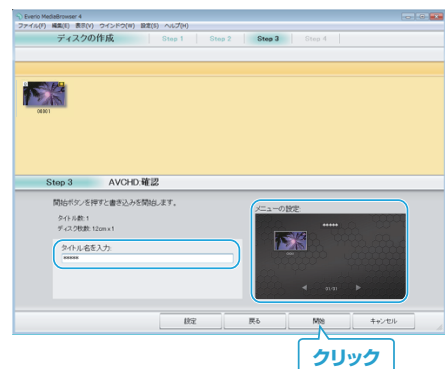 Everio MediaBrowser 4
ファイル(F) 編集(E) 表示(V) ウインドウ(W) 設定(S) ヘルプ(H)
ディスクの作成 Step 1 Step 2 Step 3 Step 4
00001
Step 3 AVCHD:確認
開始ボタンを押すと書き込みを開始します。
タイトル数: 1
ディスク枚数: 12cm x 1
タイトル名を入力:
*****
メニューの設定:
*****
01/01
設定 戻る 開始 キャンセル
クリック